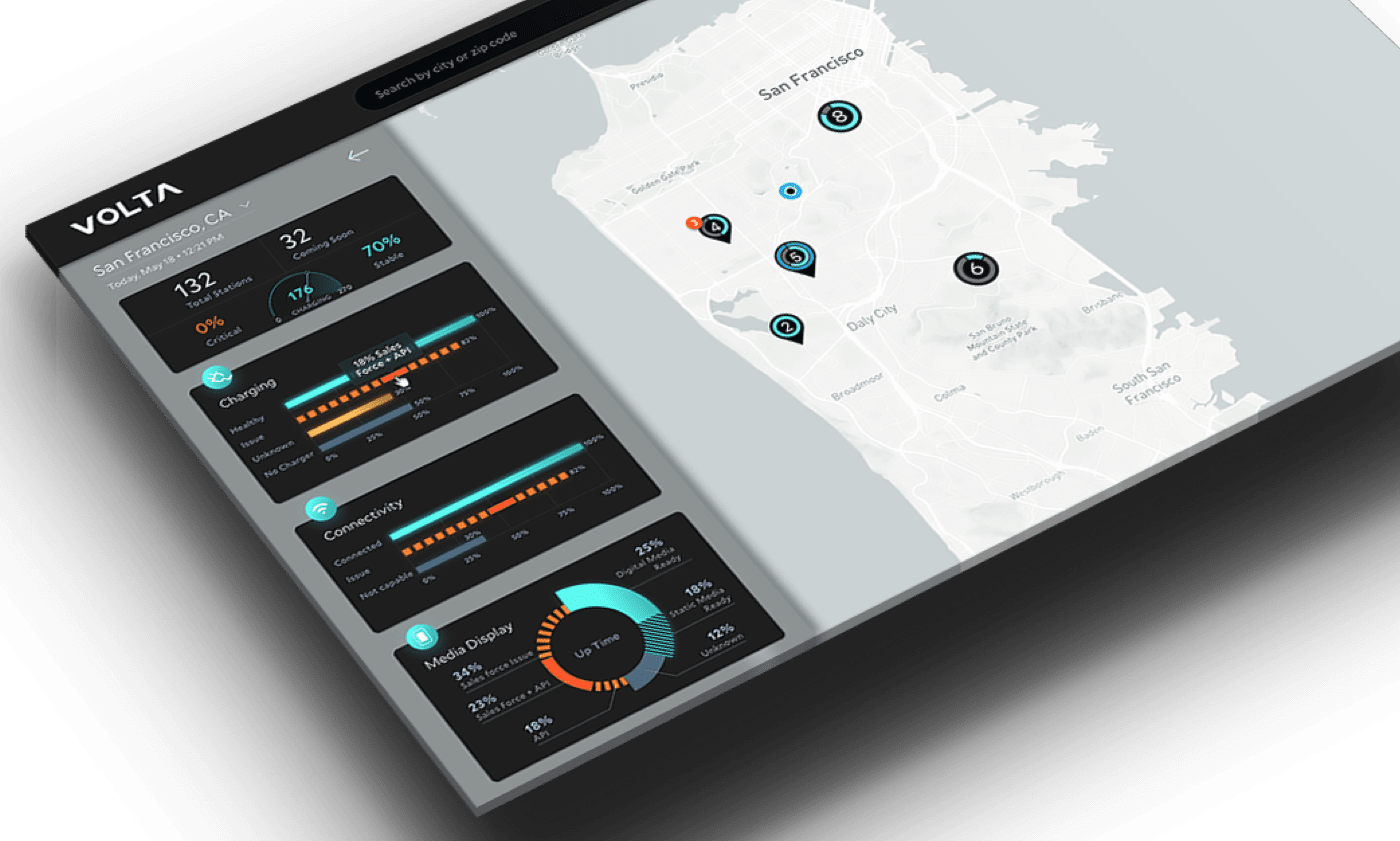 Search by city or zip code
VOLTA
San Francisco, CA
Today, May 18 • 12:21 PM
132
Total Stations
32
Coming Soon
0%
Critical
176
CHARGING
0
270
70%
Stable
Charging
18% Sales
Force + API
Healthy
100%
Issue
83%
Unknown
30%
No Charger
50%
0%
25%
50%
75%
100%
Connectivity
Connected
100%
Issue
82%
Not capable
30%
0%
25%
50%
75%
100%
Media Display
Up Time
25%
Digital Media
Ready
18%
Static Media
Ready
12%
Unknown
34%
Sales force Issue
23%
Sales Force + API
18%
API
Presidio
San Francisco
8
Golden Gate Park
3
4
5
6
2
Daly City
San Bruno
Mountain State
and County Park
Brisbane
Broadmoor
Colma
South San
Francisco
Baden
Westborough